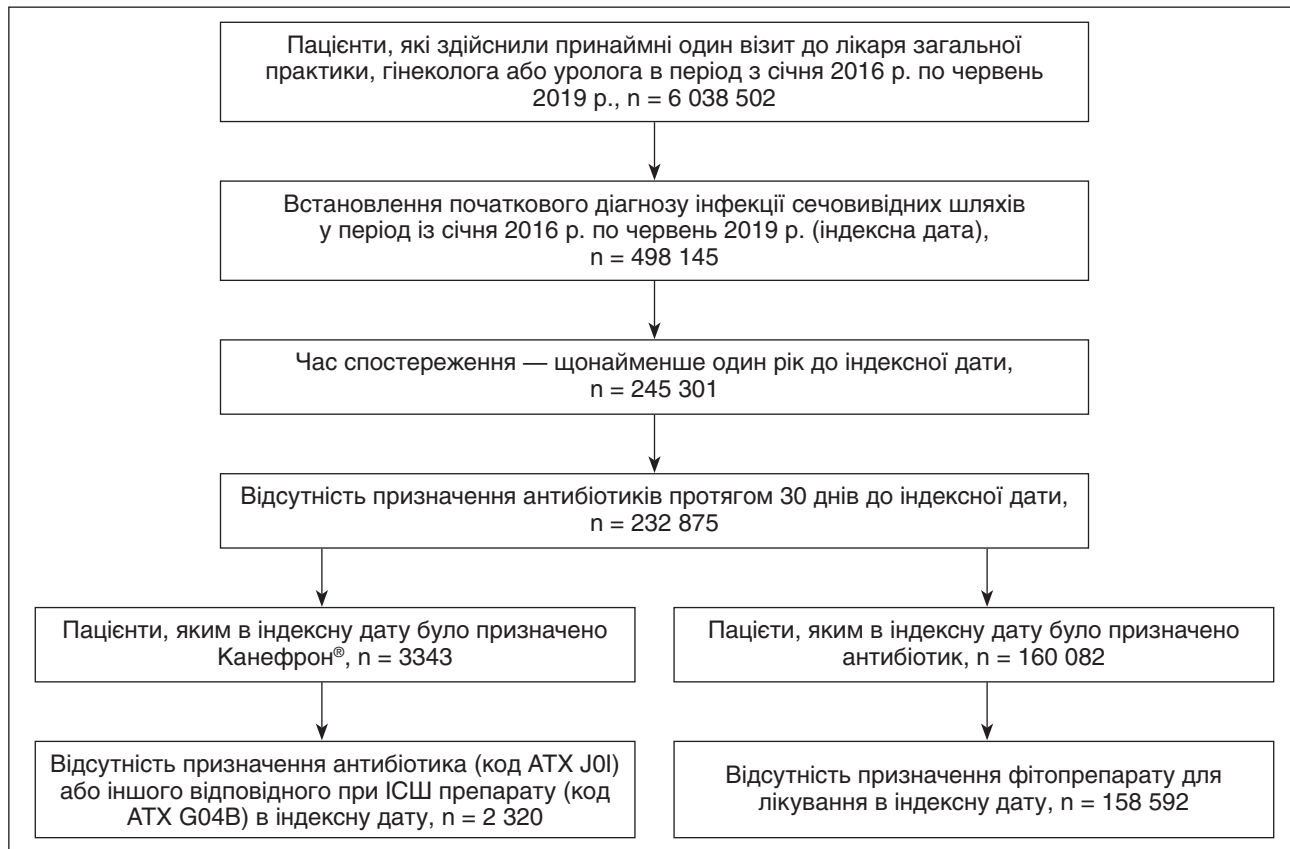 Пацієнти, які здійснили принаймні один візит до лікаря загальної
практики, гінеколога або уролога в період з січня 2016 р. по червень
2019 р., n = 6 038 502
Встановлення початкового діагнозу інфекції сечовивідних шляхів
у період із січня 2016 р. по червень 2019 р. (індексна дата),
n = 498 145
Час спостереження — щонайменше один рік до індексної дати,
n = 245 301
Відсутність призначення антибіотиків протягом 30 днів до індексної дати,
n = 232 875
Пацієнти, яким в індексну дату було призначено
Канефрон®, n = 3343
Пацієти, яким в індексну дату було призначено
антибіотик, n = 160 082
Відсутність призначення антибіотика (код АТХ J0I)
або іншого відповідного при ІСШ препарату (код
АТХ G04B) в індексну дату, n = 2 320
Відсутність призначення фітопрепарату для
лікування в індексну дату, n = 158 592